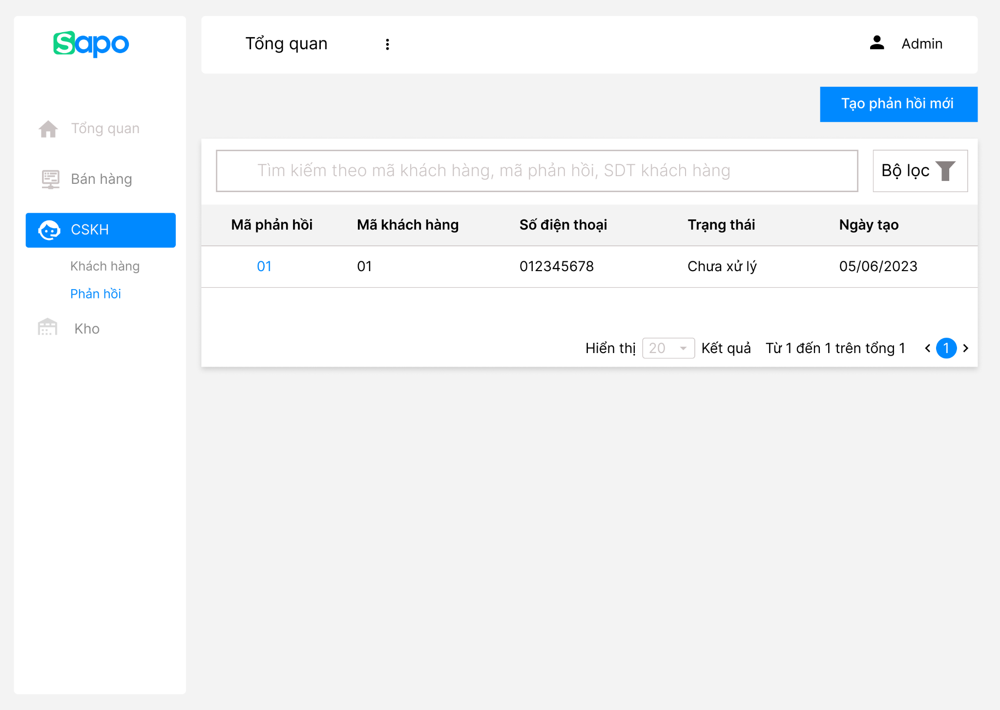 Sapo
Tổng quan
Admin
Tạo phản hồi mới
Tổng quan
Bán hàng
CSKH
Khách hàng
Phản hồi
Kho
Tìm kiếm theo mã khách hàng, mã phản hồi, SDT khách hàng
Bộ lọc
Mã phản hồi Mã khách hàng Số điện thoại Trạng thái Ngày tạo
01 01 012345678 Chưa xử lý 05/06/2023
Hiển thị 20 Kết quả Từ 1 đến 1 trên tổng 1 1